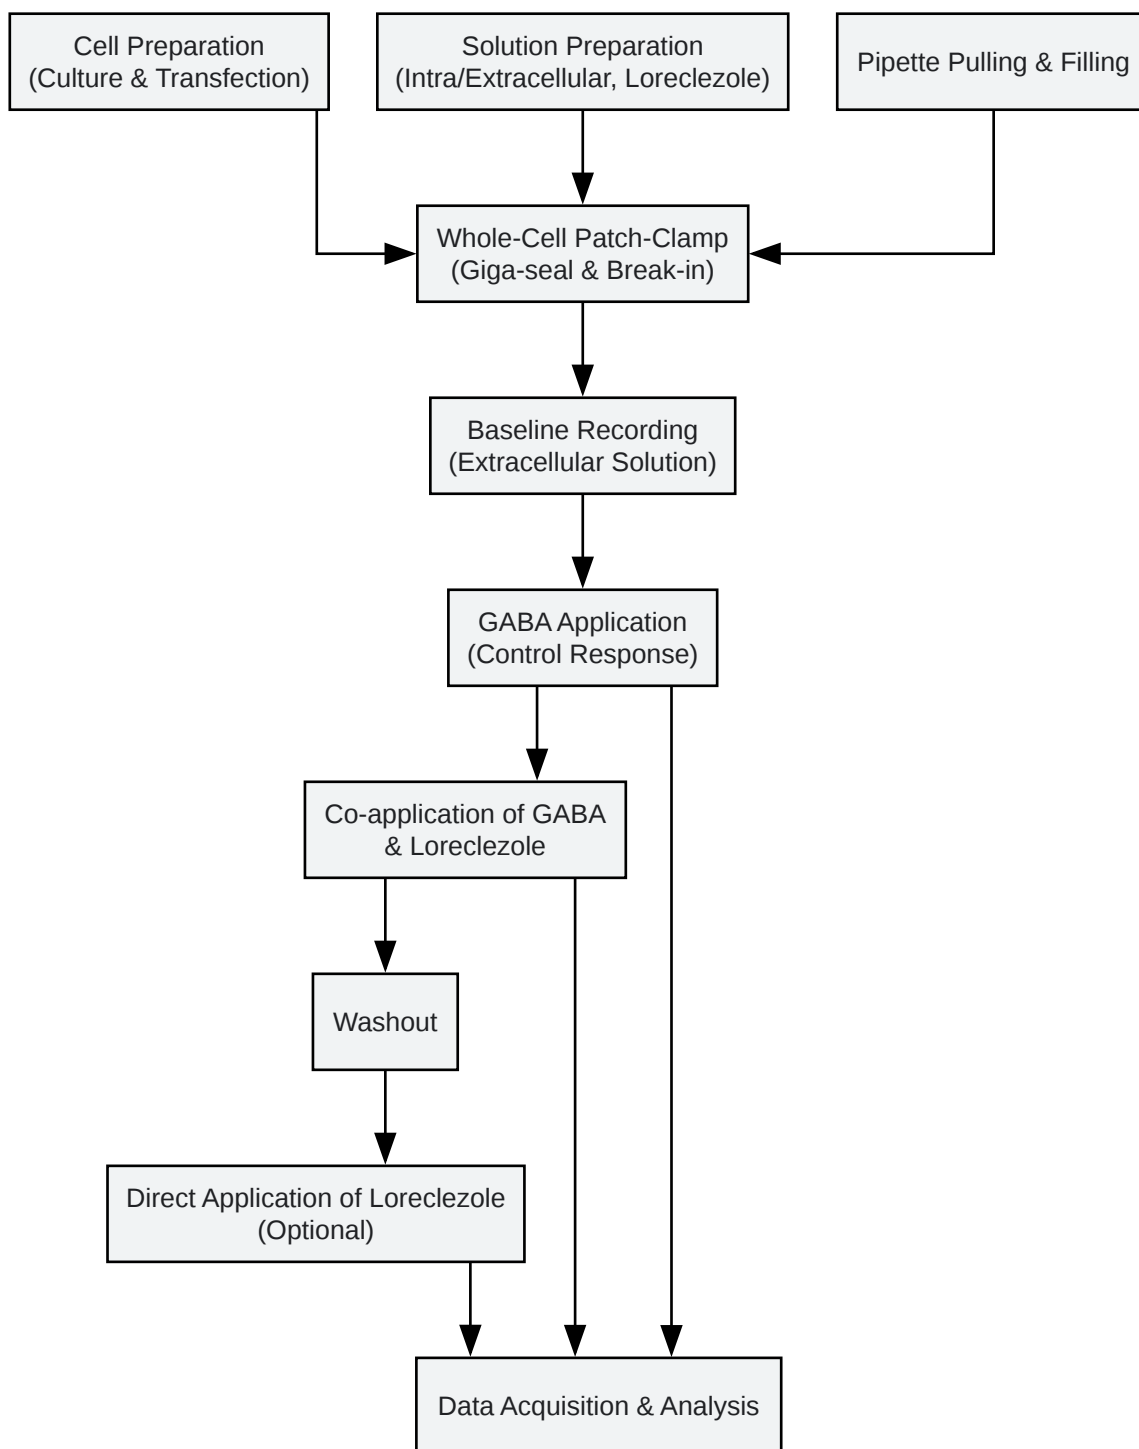 Cell Preparation
(Culture & Transfection)
Solution Preparation
(Intra/Extracellular, Loreclezole)
Pipette Pulling & Filling
Whole-Cell Patch-Clamp
(Giga-seal & Break-in)
Baseline Recording
(Extracellular Solution)
GABA Application
(Control Response)
Co-application of GABA
& Loreclezole
Washout
Direct Application of Loreclezole
(Optional)
Data Acquisition & Analysis